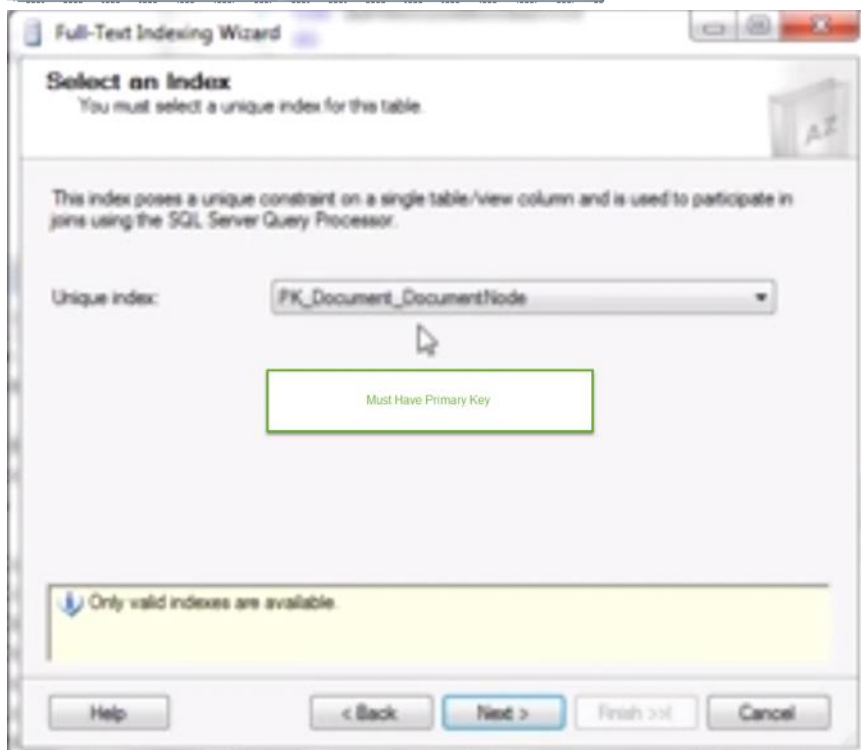 Full-Text Indexing Wizard
Select an Index
You must select a unique index for this table.
AZ
This index poses a unique constraint on a single table/view column and is used to participate in
joins using the SQL Server Query Processor.
Unique index:
PK_Document_DocumentNode
Must Have Primary Key
Only valid indexes are available.
Help
< Back
Next >
Finish >>|
Cancel